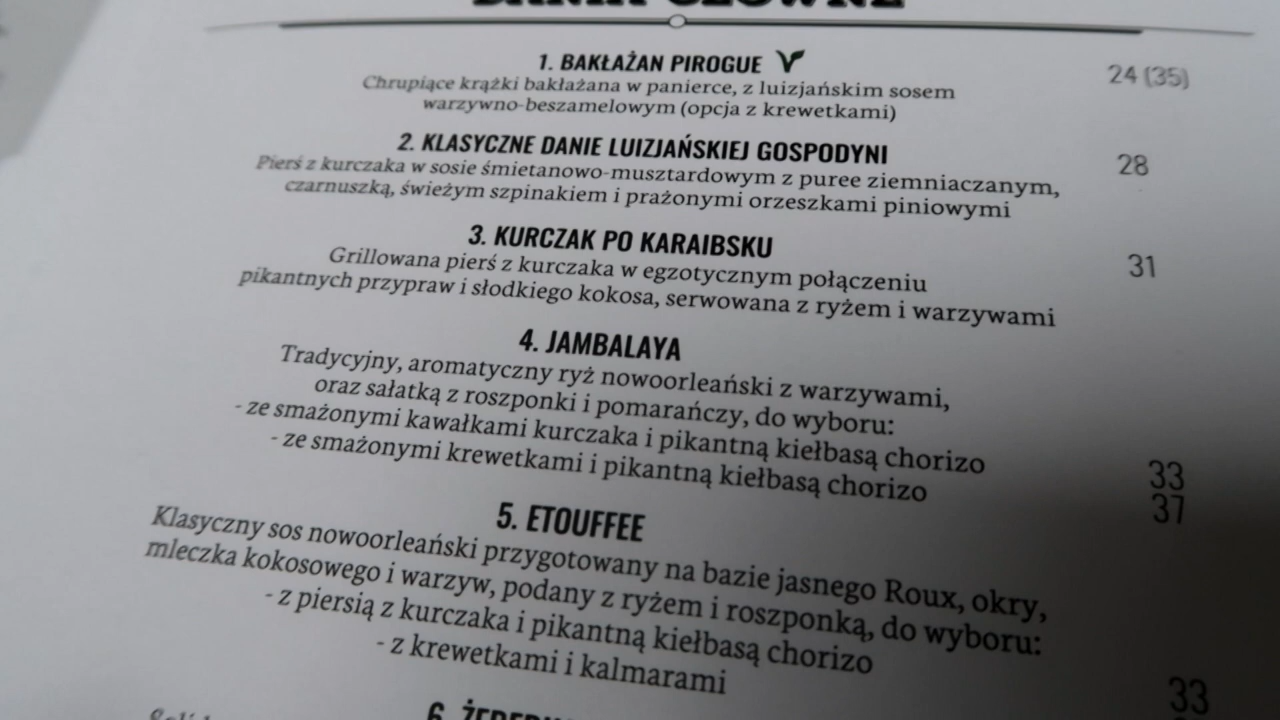 DANIA GŁÓWNE
1. BAKŁAŻAN PIROGUE 24 (35)
Chrupiące krążki bakłażana w panierce, z luizjańskim sosem
warzywno-beszamelowym (opcja z krewetkami)
2. KLASYCZNE DANIE LUIZJAŃSKIEJ GOSPODYNI 28
Pierś z kurczaka w sosie śmietanowo-musztardowym z puree ziemniaczanym,
czarnuszką, świeżym szpinakiem i prażonymi orzeszkami piniowymi
3. KURCZAK PO KARAIBSKU 31
Grillowana pierś z kurczaka w egzotycznym połączeniu
pikantnych przypraw i słodkiego kokosa, serwowana z ryżem i warzywami
4. JAMBALAYA
Tradycyjny, aromatyczny ryż nowoorleański z warzywami,
oraz sałatką z roszponki i pomarańczy, do wyboru:
- ze smażonymi kawałkami kurczaka i pikantną kiełbasą chorizo 33
- ze smażonymi krewetkami i pikantną kiełbasą chorizo 37
5. ETOUFFEE
Klasyczny sos nowoorleański przygotowany na bazie jasnego Roux, okry,
mleczka kokosowego i warzyw, podany z ryżem i roszponką, do wyboru:
- z piersią z kurczaka i pikantną kiełbasą chorizo 33
- z krewetkami i kalmarami
6.